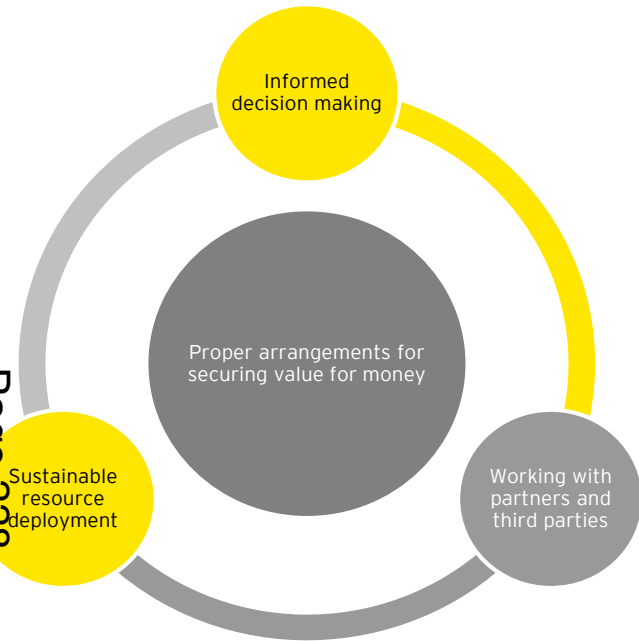 Informed
decision making
Proper arrangements for
securing value for money
Sustainable
resource
deployment
Working with
partners and
third parties